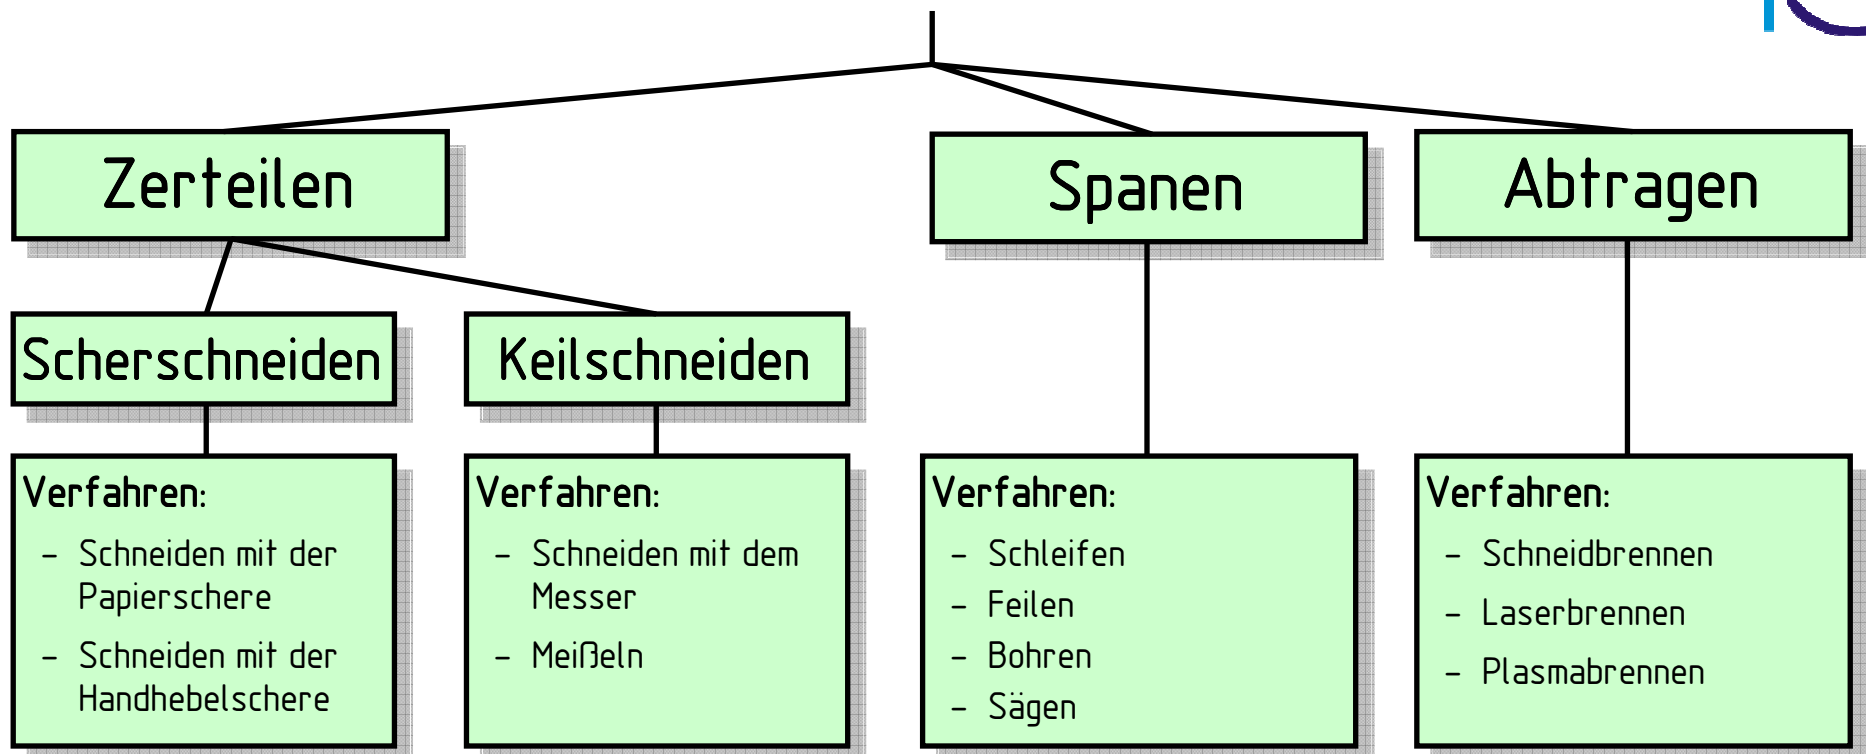 Zerteilen
Spanen
Abtragen
Scherschneiden
Keilschneiden
Verfahren:
- Schneiden mit der
Papierschere
- Schneiden mit der
Handhebelschere
Verfahren:
- Schneiden mit dem
Messer
- Meißeln
Verfahren:
- Schleifen
- Feilen
- Bohren
- Sägen
Verfahren:
- Schneidbrennen
- Laserbrennen
- Plasmabrennen